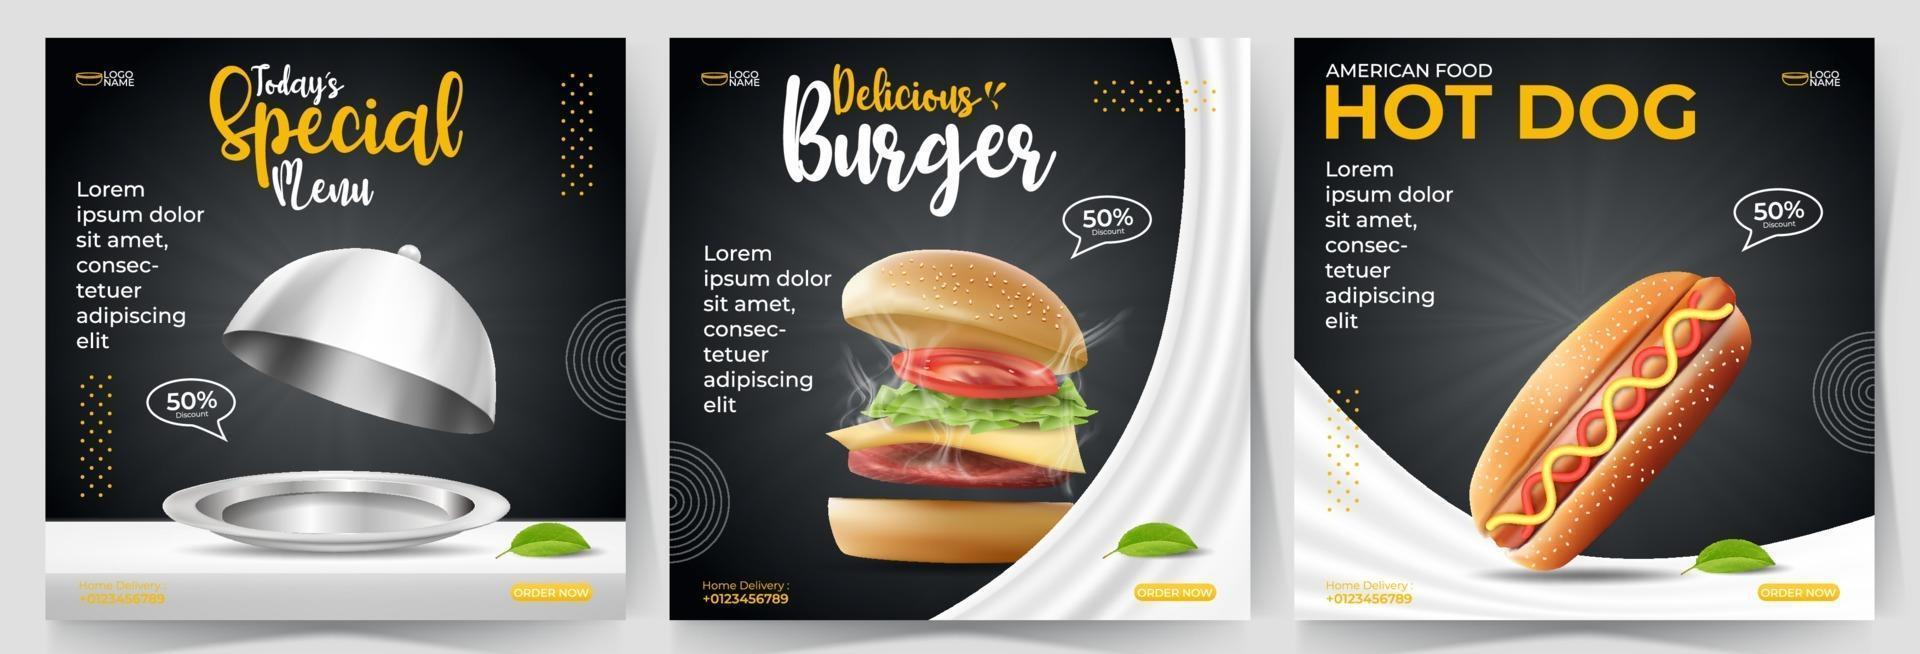 LOGO
NAME
Today's
Special
Menu
Lorem
ipsum dolor
sit amet,
consec-
tetuer
adipiscing
elit
50%
Discount
Home Delivery :
+0123456789
ORDER NOW
LOGO
NAME
Delicious
Burger
50%
Discount
Lorem
ipsum dolor
sit amet,
consec-
tetuer
adipiscing
elit
Home Delivery :
+0123456789
ORDER NOW
AMERICAN FOOD
HOT DOG
LOGO
NAME
Lorem
ipsum dolor
sit amet,
consec-
tetuer
adipiscing
elit
50%
Discount
Home Delivery :
+0123456789
ORDER NOW